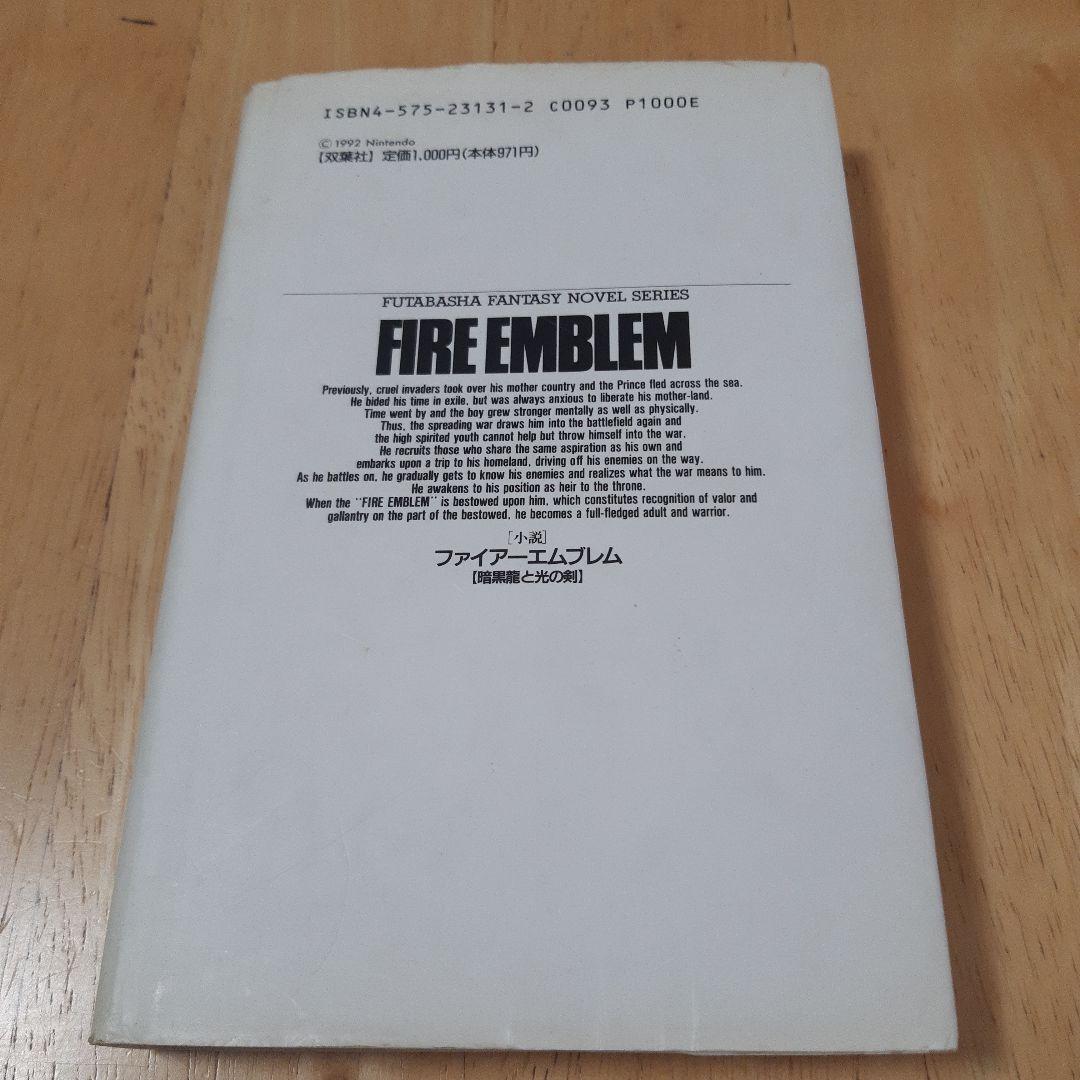 ISBN4-575-23131-2 C0093 P1000E
© 1992 Nintendo
【双葉社】 定価1,000円(本体971円)
FUTABASHA FANTASY NOVEL SERIES
FIRE EMBLEM
Previously, cruel invaders took over his mother country and the Prince fled across the sea.
He bided his time in exile, but was always anxious to liberate his mother-land.
Time went by and the boy grew stronger mentally as well as physically.
Thus, the spreading war draws him into the battlefield again and
the high spirited youth cannot help but throw himself into the war.
He recruits those who share the same aspiration as his own and
embarks upon a trip to his homeland, driving off his enemies on the way.
As he battles on, he gradually gets to know his enemies and realizes what the war means to him.
He awakens to his position as heir to the throne.
When the "FIRE EMBLEM" is bestowed upon him, which constitutes recognition of valor and
gallantry on the part of the bestowed, he becomes a full-fledged adult and warrior.
[小説]
ファイアーエムブレム
【暗黒龍と光の剣】